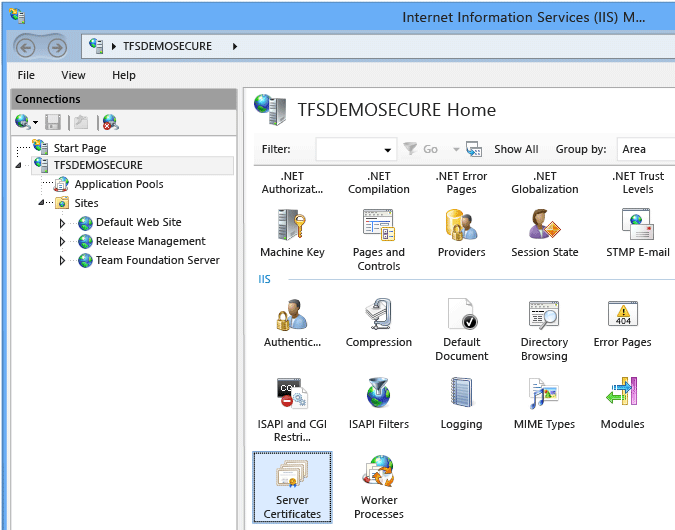 Internet Information Services (IIS) M...
TFSDEMOSECURE
File View Help
Connections
Start Page
TFSDEMOSECURE
Application Pools
Sites
Default Web Site
Release Management
Team Foundation Server
TFSDEMOSECURE Home
Filter: Go Show All Group by: Area
.NET Authorizat...
.NET Compilation
.NET Error Pages
.NET Globalization
.NET Trust Levels
Machine Key
Pages and Controls
Providers
Session State
STMP E-mail
IIS
Authentic...
Compression
Default Document
Directory Browsing
Error Pages
404
CGI
ISAPI and CGI Restri...
ISAPI Filters
Logging
MIME Types
Modules
Server Certificates
Worker Processes